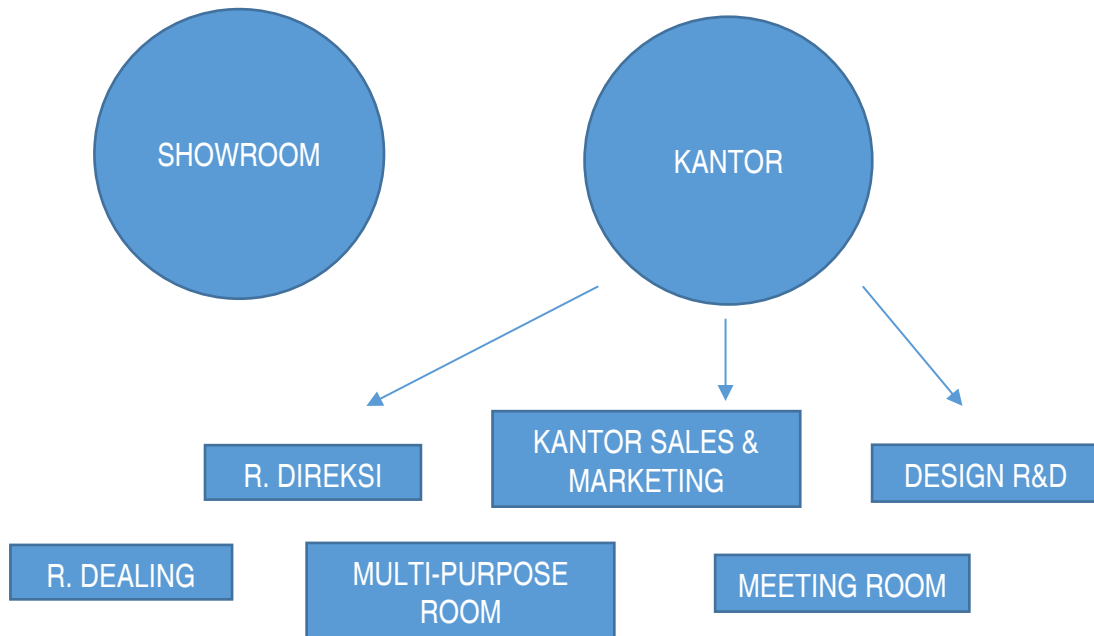 SHOWROOM
KANTOR
R. DIREKSI
KANTOR SALES &
MARKETING
DESIGN R&D
R. DEALING
MULTI-PURPOSE
ROOM
MEETING ROOM